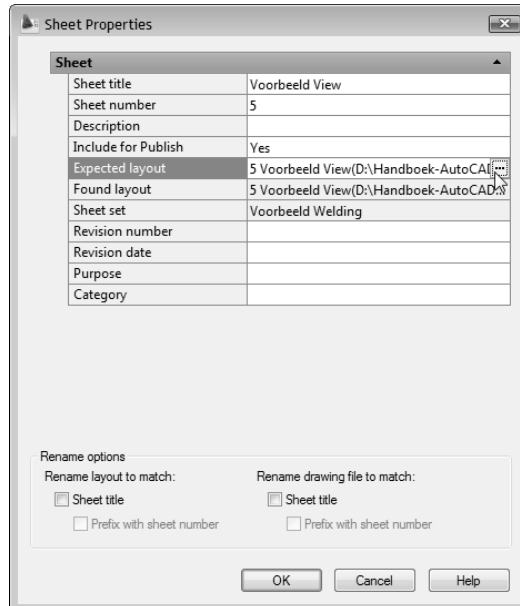 Sheet Properties
Sheet
Sheet title Voorbeeld View
Sheet number 5
Description
Include for Publish Yes
Expected layout 5 Voorbeeld View(D:\Handboek-AutoCAD...
Found layout 5 Voorbeeld View(D:\Handboek-AutoCAD...
Sheet set Voorbeeld Welding
Revision number
Revision date
Purpose
Category
Rename options
Rename layout to match: Rename drawing file to match:
Sheet title Sheet title
Prefix with sheet number Prefix with sheet number
OK Cancel Help